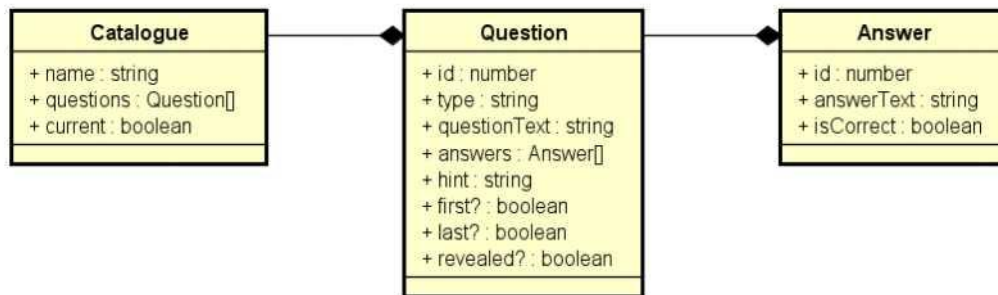 Catalogue
+ name : string
+ questions : Question[]
+ current : boolean
Question
+ id : number
+ type : string
+ questionText : string
+ answers : Answer[]
+ hint : string
+ first? : boolean
+ last? : boolean
+ revealed? : boolean
Answer
+ id : number
+ answerText : string
+ isCorrect : boolean